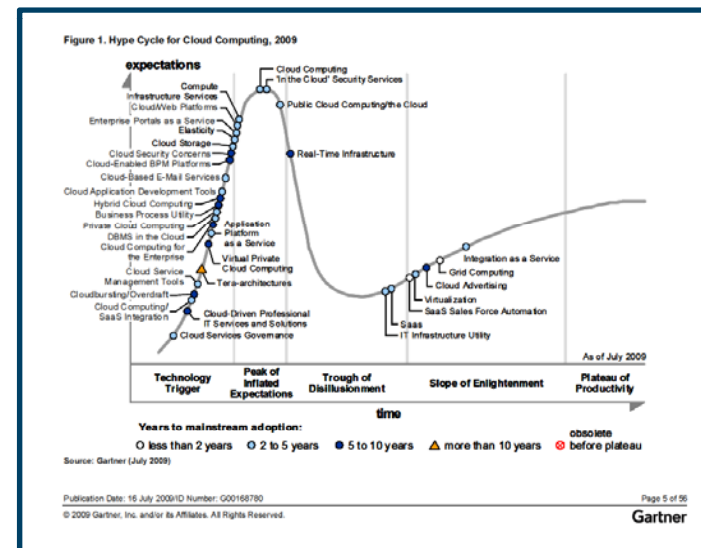 Figure 1. Hype Cycle for Cloud Computing, 2009
expectations
Cloud Computing
'In the Cloud' Security Services
Compute
Infrastructure Services
Cloud/Web Platforms
Public Cloud Computing/the Cloud
Enterprise Portals as a Service
Elasticity
Cloud Storage
Cloud Security Concerns
Real-Time Infrastructure
Cloud-Enabled BPM Platforms
Cloud-Based E-Mail Services
Cloud Application Development Tools
Hybrid Cloud Computing
Business Process Utility
Private Cloud Computing
Application
Platform
as a Service
DBMS in the Cloud
Cloud Computing for
the Enterprise
Virtual Private
Cloud Computing
Integration as a Service
Grid Computing
Cloud Service
Management Tools
Tera-architectures
Cloud Advertising
Cloudbursting/Overdraft
Virtualization
Cloud Computing/
SaaS Integration
SaaS Sales Force Automation
Cloud-Driven Professional
IT Services and Solutions
Saas
IT Infrastructure Utility
Cloud Services Governance
As of July 2009
Technology
Trigger
Peak of
Inflated
Expectations
Trough of
Disillusionment
Slope of Enlightenment
Plateau of
Productivity
time
Years to mainstream adoption:
less than 2 years
2 to 5 years
5 to 10 years
more than 10 years
obsolete
before plateau
Source: Gartner (July 2009)
Publication Date: 16 July 2009/ID Number: G00168780
Page 5 of 56
© 2009 Gartner, Inc. and/or its Affiliates. All Rights Reserved.
Gartner